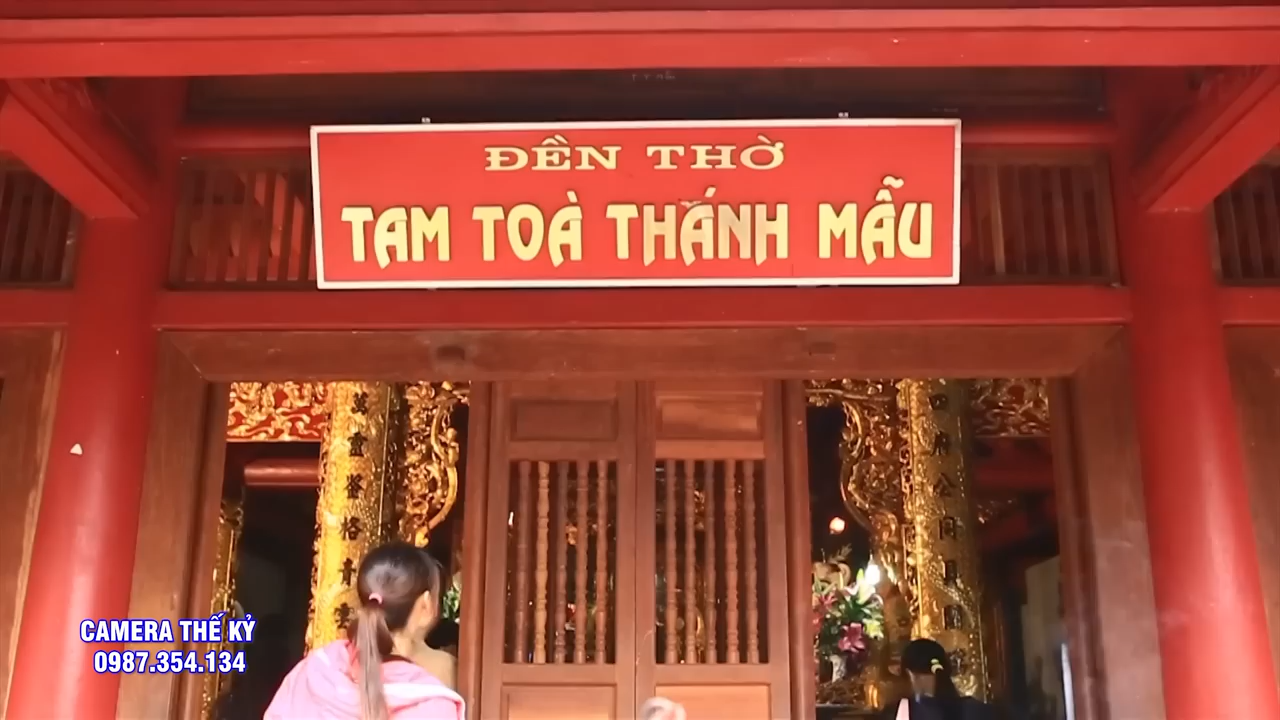 ĐỀN THỜ
TAM TOÀ THÁNH MẪU
CAMERA THẾ KỶ
0987.354.134